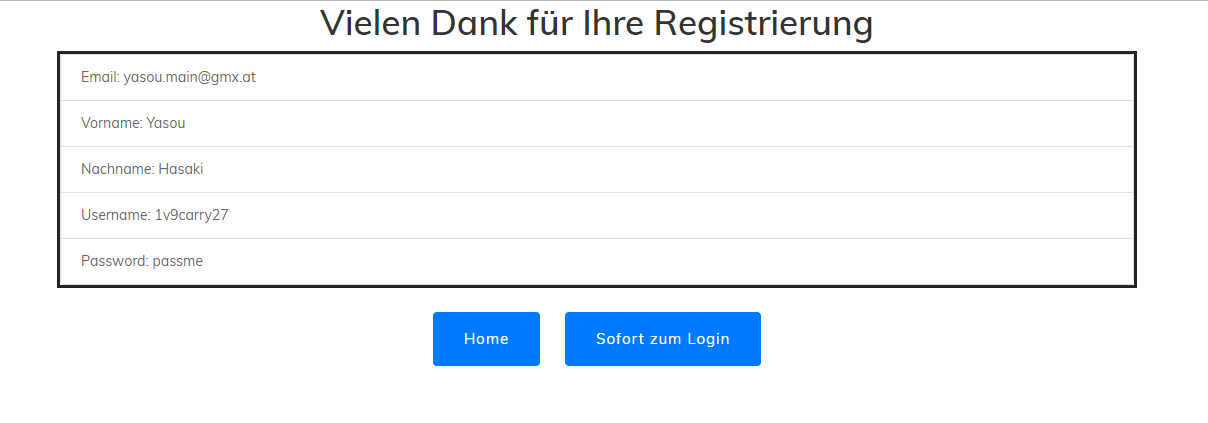 Vielen Dank für Ihre Registrierung
Email: yasou.main@gmx.at
Vorname: Yasou
Nachname: Hasaki
Username: 1v9carry27
Password: passme
Home
Sofort zum Login